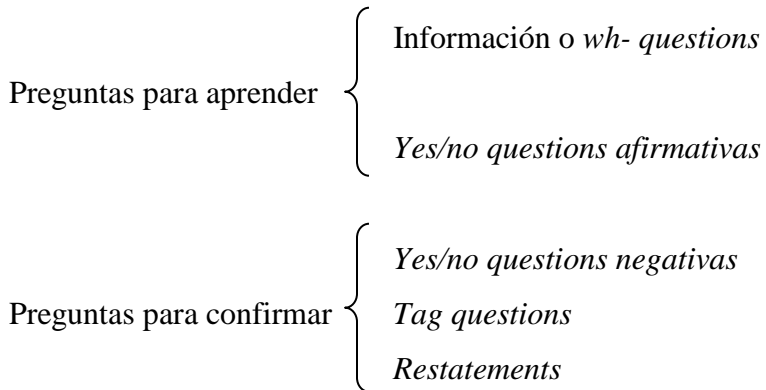 Información o wh- questions
Preguntas para aprender
Yes/no questions afirmativas
Yes/no questions negativas
Preguntas para confirmar
Tag questions
Restatements